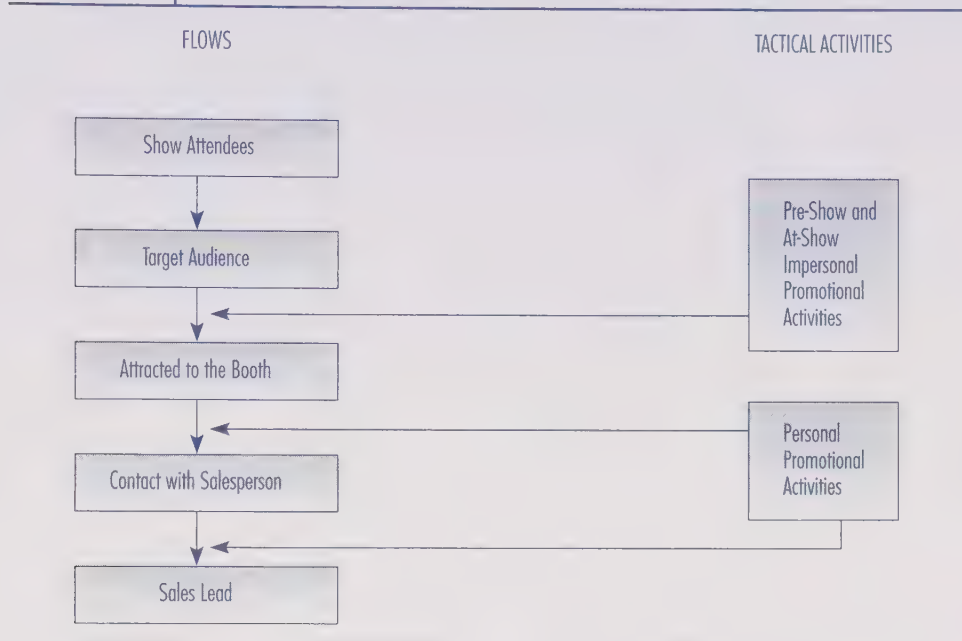 FLOWS
TACTICAL ACTIVITIES
Show Attendees
Target Audience
Pre-Show and
At-Show
Impersonal
Promotional
Activities
Attracted to the Booth
Contact with Salesperson
Personal
Promotional
Activities
Sales Lead